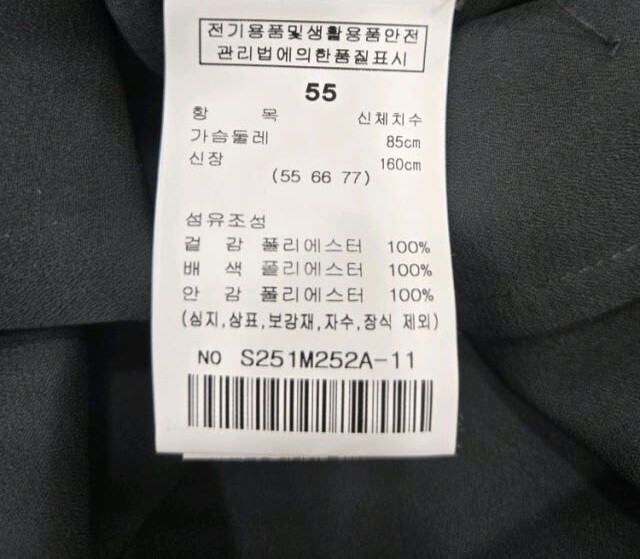 전기용품및생활용품안전
관리법에의한품질표시
55
항 목 신체치수
가슴둘레 85cm
신장 160cm
(55 66 77)
섬유조성
겉 감 폴리에스터 100%
배 색 폴리에스터 100%
안 감 폴리에스터 100%
(심지,상표,보강재,자수,장식 제외)
NO S251M252A-11